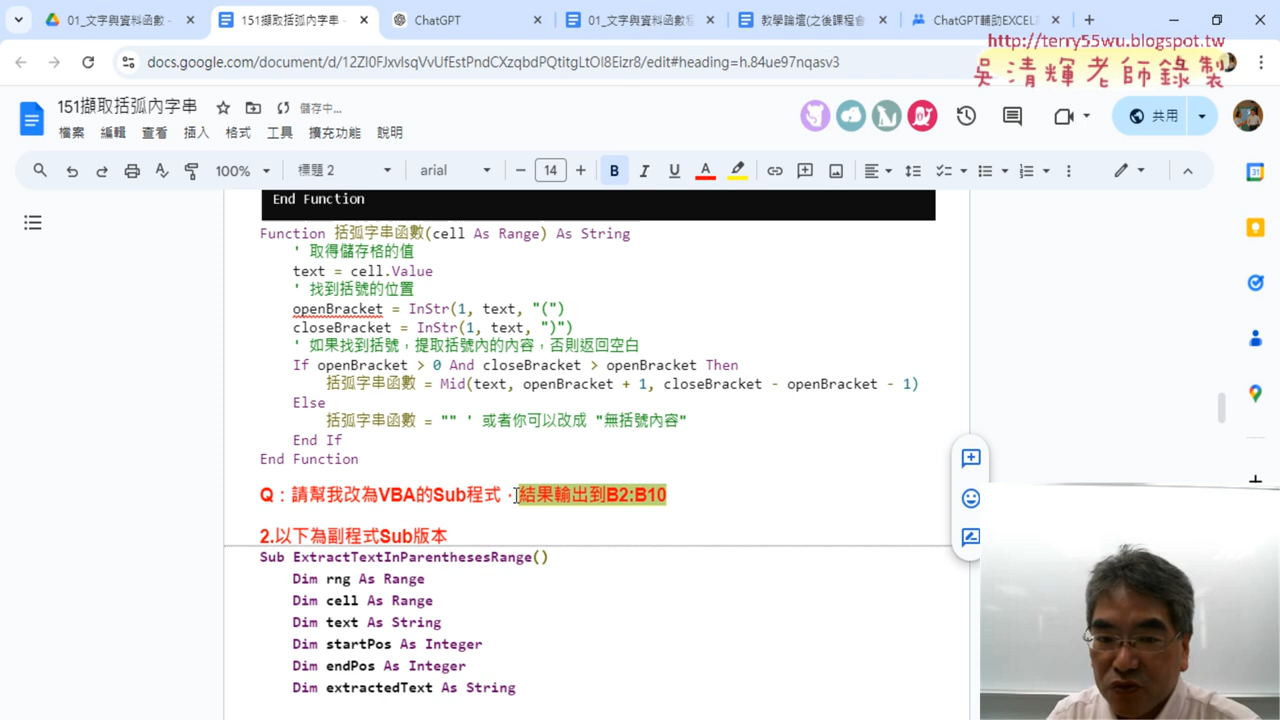 01_文字與資料函數 -
151擷取括弧內字串 -
ChatGPT
01_文字與資料函數程
教學論壇(之後課程會
ChatGPT輔助EXCEL
http://terry55wu.blogspot.tw
吳清輝老師錄製
docs.google.com/document/d/12ZI0FJxvIsqVvUfEstPndCXzqbdPQtitgLtOl8Eizr8/edit#heading=h.84ue97nqasv3
151擷取括弧內字串
儲存中...
檔案 編輯 查看 插入 格式 工具 擴充功能 說明
共用
100% 標題 2 arial 14 B I U A
End Function
Function 括弧字串函數(cell As Range) As String
' 取得儲存格的值
text = cell.Value
' 找到括號的位置
openBracket = InStr(1, text, "(")
closeBracket = InStr(1, text, ")")
' 如果找到括號，提取括號內的內容，否則返回空白
If openBracket > 0 And closeBracket > openBracket Then
括弧字串函數 = Mid(text, openBracket + 1, closeBracket - openBracket - 1)
Else
括弧字串函數 = "" ' 或者你可以改成 "無括號內容"
End If
End Function
Q：請幫我改為VBA的Sub程式，結果輸出到B2:B10
2.以下為副程式Sub版本
Sub ExtractTextInParenthesesRange()
Dim rng As Range
Dim cell As Range
Dim text As String
Dim startPos As Integer
Dim endPos As Integer
Dim extractedText As String